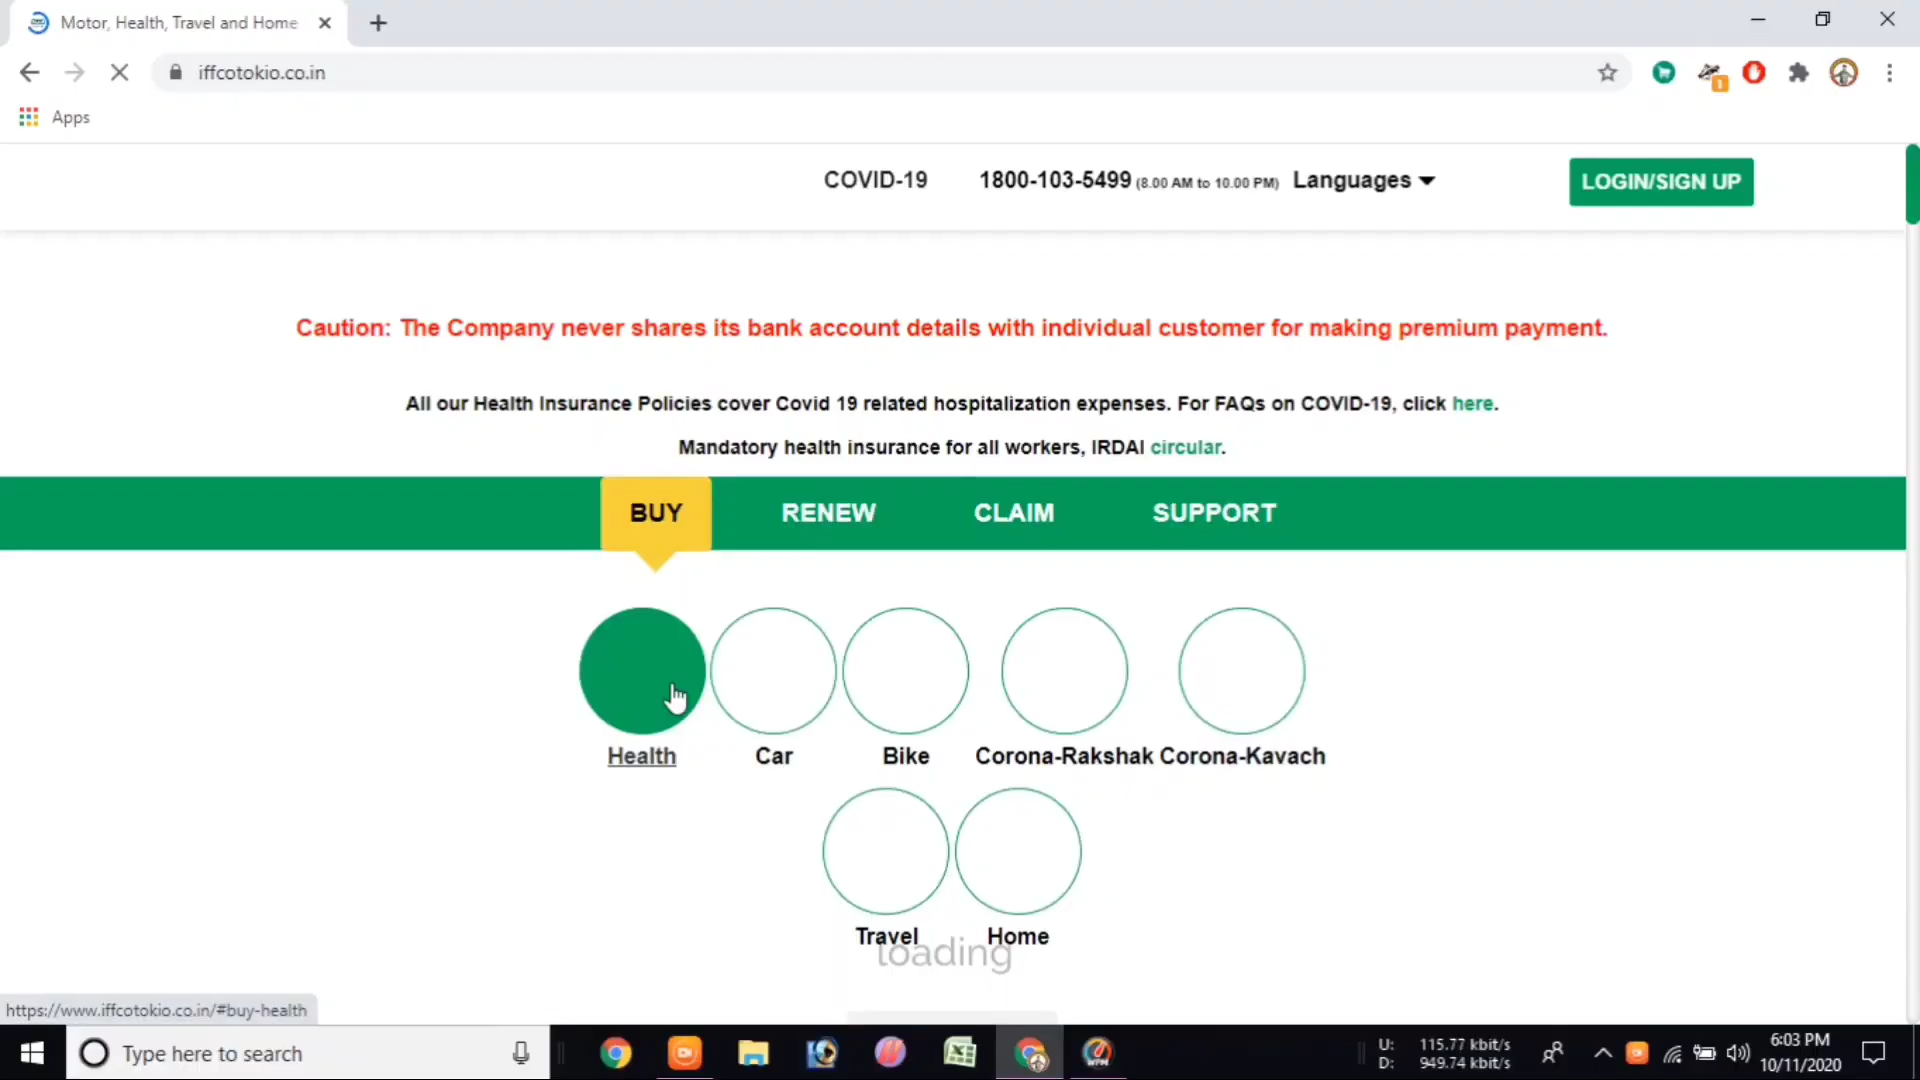 Motor, Health, Travel and Home
iffcotokio.co.in
1
Apps
COVID-19 1800-103-5499 (8.00 AM to 10.00 PM) Languages LOGIN/SIGN UP
Caution: The Company never shares its bank account details with individual customer for making premium payment.
All our Health Insurance Policies cover Covid 19 related hospitalization expenses. For FAQs on COVID-19, click here.
Mandatory health insurance for all workers, IRDAI circular.
BUY RENEW CLAIM SUPPORT
Health Car Bike Corona-Rakshak Corona-Kavach
Travel Home
loading
https://www.iffcotokio.co.in/#buy-health
Type here to search
U: 115.77 kbit/s
D: 949.74 kbit/s
6:03 PM
10/11/2020